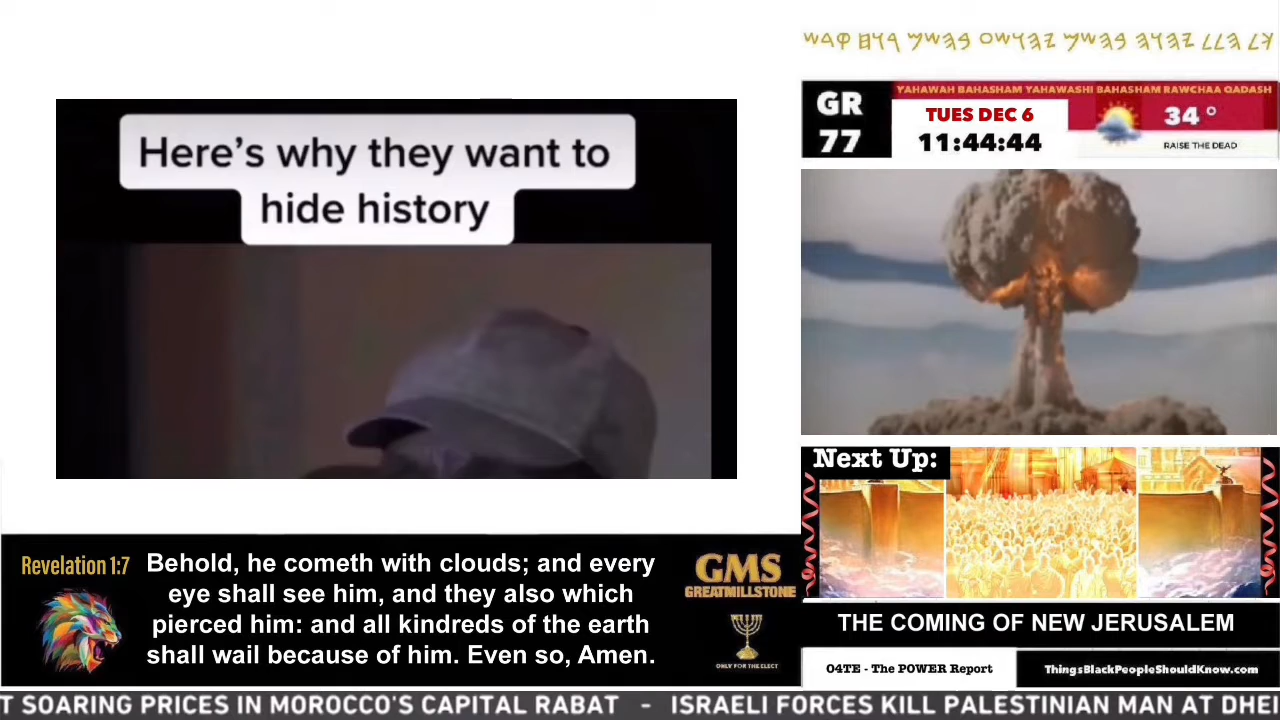 Here's why they want to
hide history
GR
77
YAHAWAH BAHASHAM YAHAWASHI BAHASHAM RAWCHAA QADASH
TUES DEC 6
11:44:44
34°
RAISE THE DEAD
Next Up:
THE COMING OF NEW JERUSALEM
04TE - The POWER Report
ThingsBlackPeopleShouldKnow.com
Revelation 1:7
Behold, he cometh with clouds; and every
eye shall see him, and they also which
pierced him: and all kindreds of the earth
shall wail because of him. Even so, Amen.
GMS
GREATMILLSTONE
ONLY FOR THE ELECT
T SOARING PRICES IN MOROCCO'S CAPITAL RABAT - ISRAELI FORCES KILL PALESTINIAN MAN AT DHEI